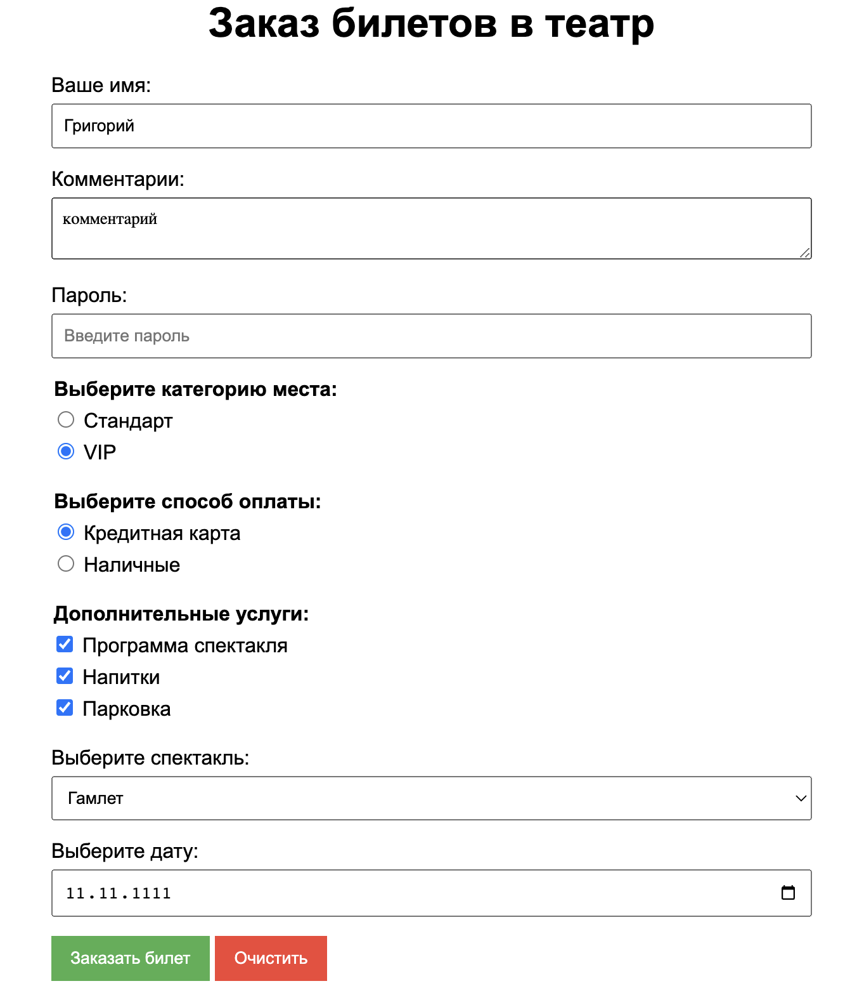 Заказ билетов в театр
Ваше имя:
Григорий
Комментарии:
комментарий
Пароль:
Введите пароль
Выберите категорию места:
Стандарт
VIP
Выберите способ оплаты:
Кредитная карта
Наличные
Дополнительные услуги:
Программа спектакля
Напитки
Парковка
Выберите спектакль:
Гамлет
Выберите дату:
11.11.1111
Заказать билет Очистить